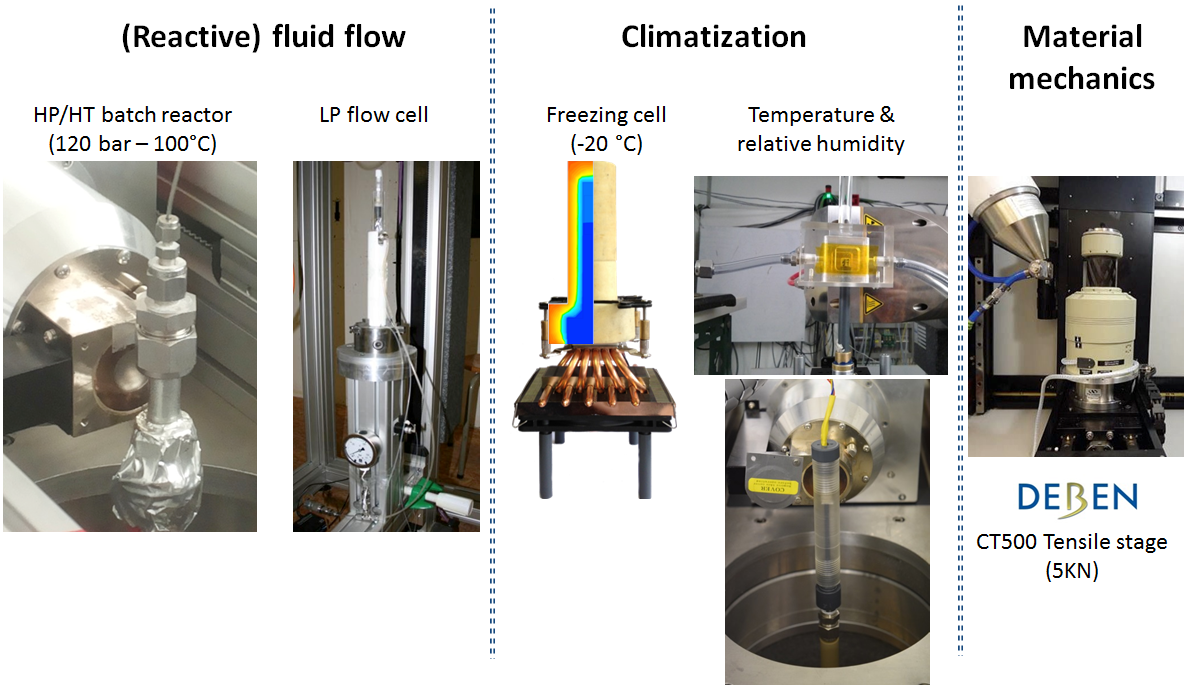 (Reactive) fluid flow
HP/HT batch reactor
(120 bar – 100°C)
LP flow cell
Climatization
Freezing cell
(-20 °C)
Temperature &
relative humidity
COVER
Material
mechanics
DEBEN
CT500 Tensile stage
(5KN)